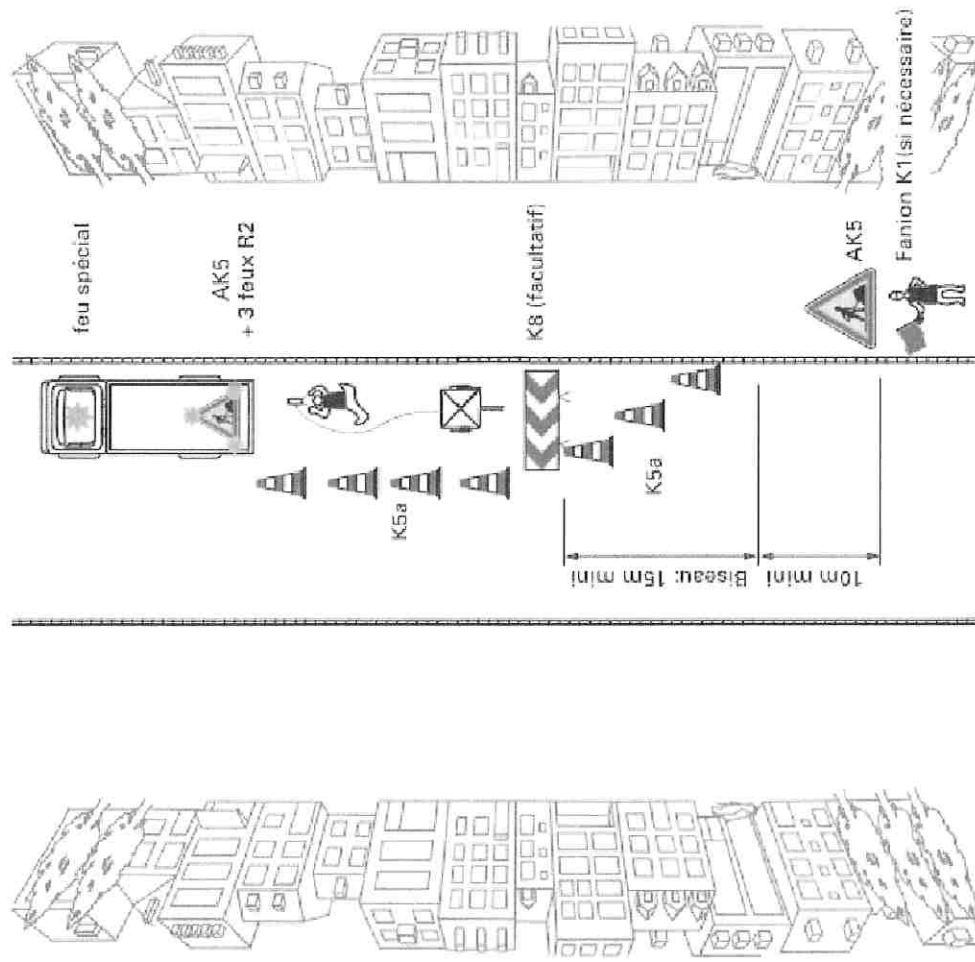 feu spécial
AK5
+ 3 feux R2
K5a
K8 (facultatif)
K5a
Biseau: 15m mini
10m mini
AK5
Fanion K1(si nécessaire)